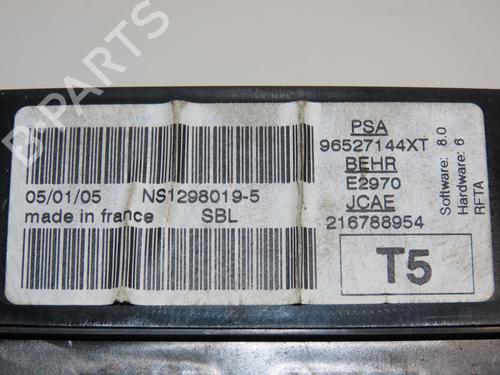 B PARTS
05/01/05 NS1298019-5
made in france SBL
PSA
96527144XT
BEHR
E2970
JCAE
216788954
T5
Software: 8.0
Hardware: 6
RFTA